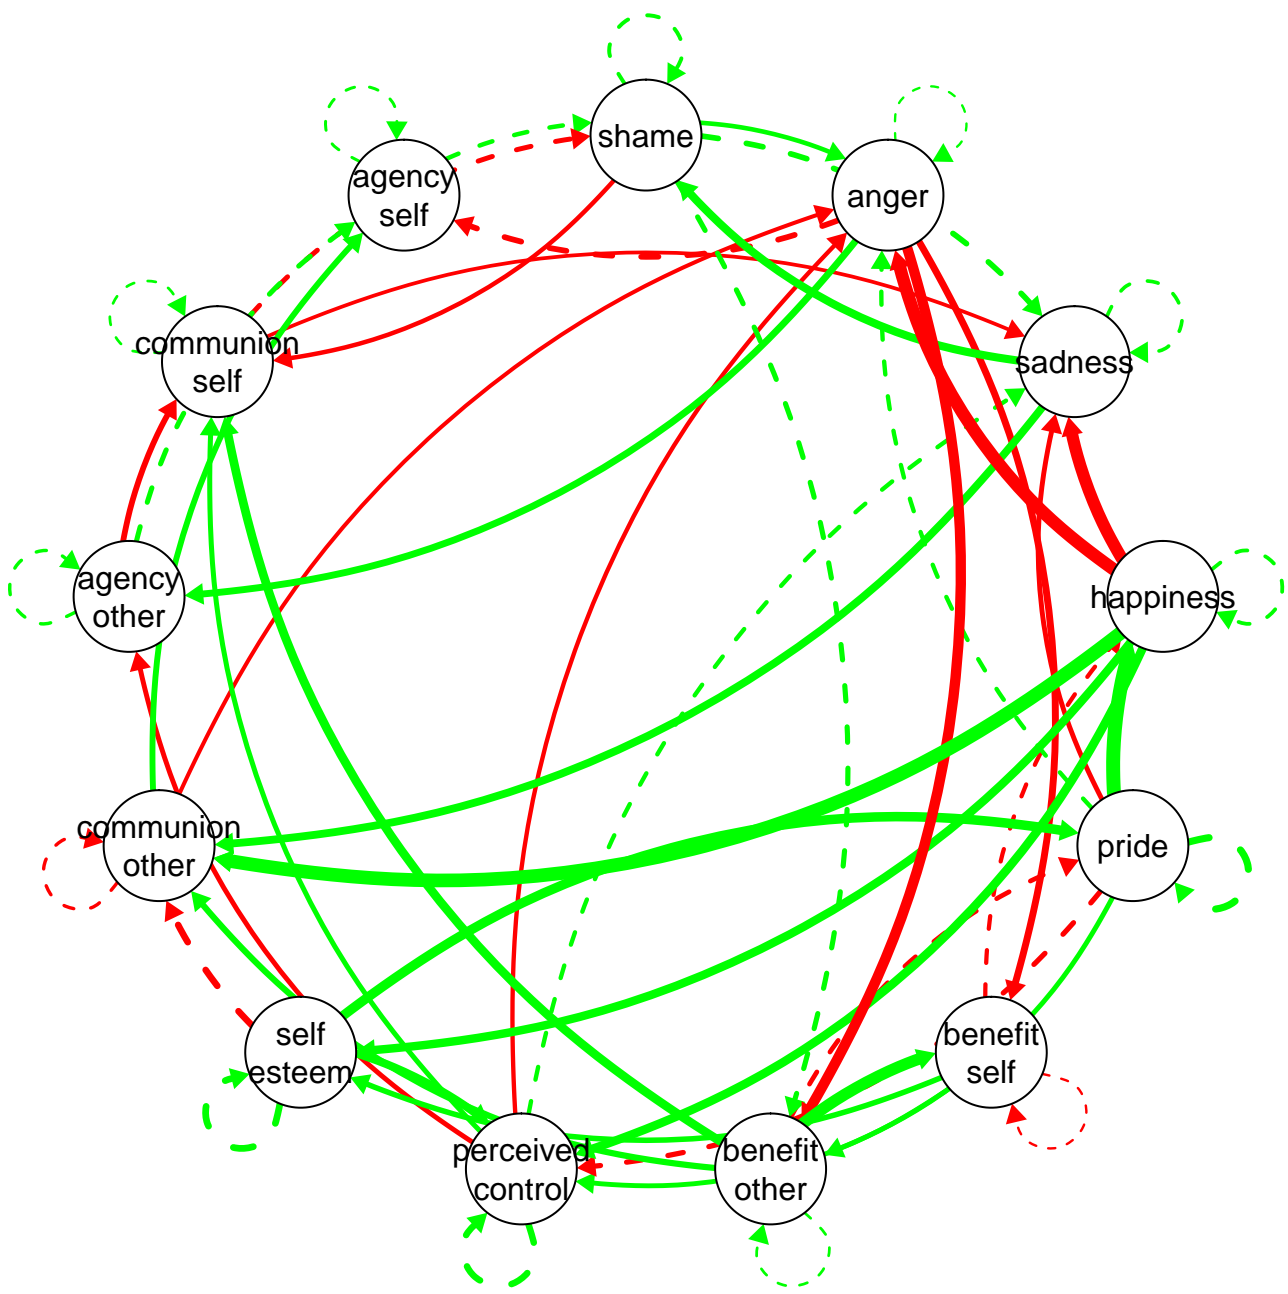 shame
agency
self
anger
communion
self
sadness
agency
other
happiness
communion
other
pride
self
esteem
benefit
self
perceived
control
benefit
other